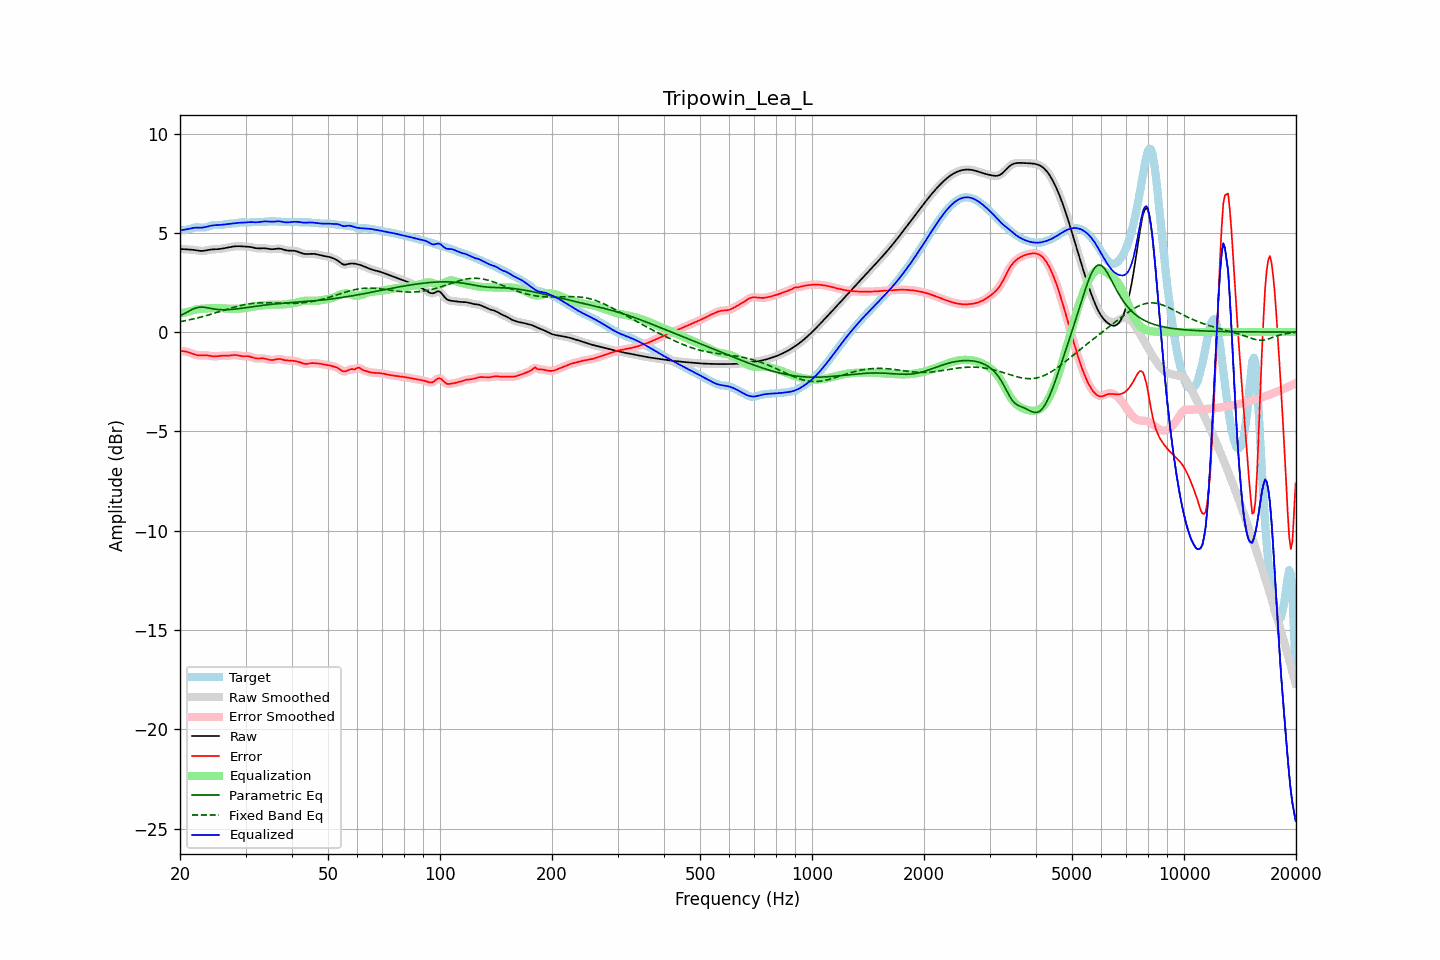 Tripowin_Lea_L
Amplitude (dBr)
10
5
0
−5
−10
−15
−20
−25
Target
Raw Smoothed
Error Smoothed
Raw
Error
Equalization
Parametric Eq
Fixed Band Eq
Equalized
20 50 100 200 500 1000 2000 5000 10000 20000
Frequency (Hz)